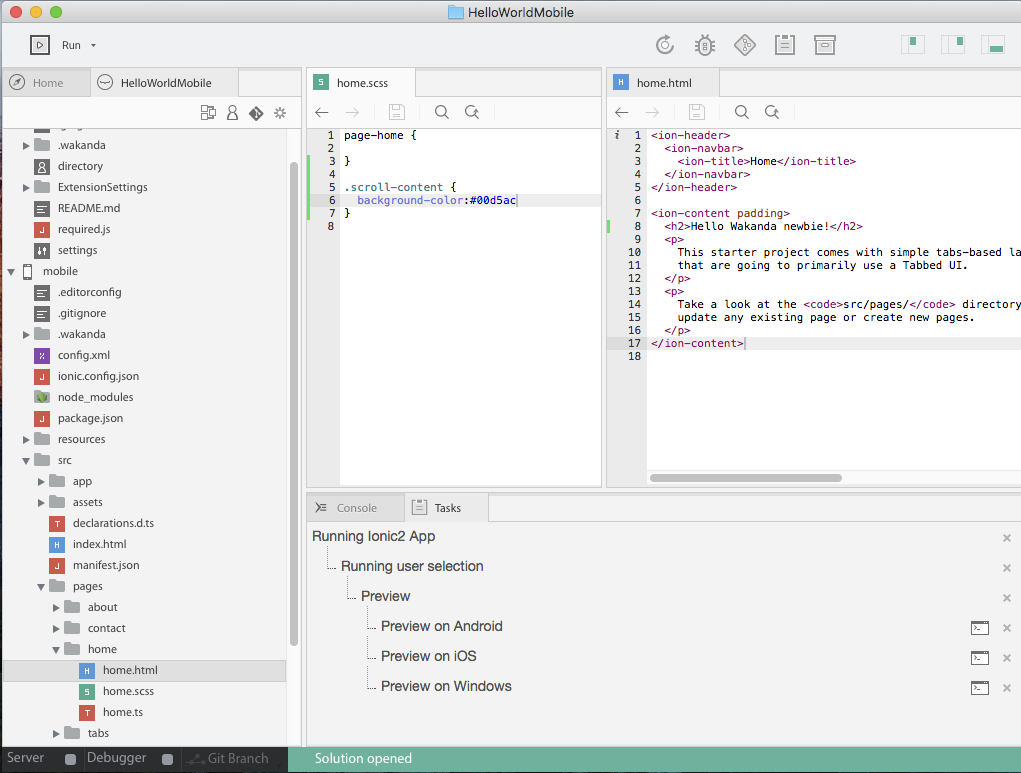 HelloWorldMobile
Run
Home
HelloWorldMobile
.wakanda
directory
ExtensionSettings
README.md
required.js
settings
mobile
.editorconfig
.gitignore
.wakanda
config.xml
ionic.config.json
node_modules
package.json
resources
src
app
assets
T declarations.d.ts
H index.html
J manifest.json
pages
about
contact
home
H home.html
S home.scss
T home.ts
tabs
S home.scss
1 page-home {
2
3 }
4
5 .scroll-content {
6 background-color:#00d5ac
7 }
8
H home.html
i 1 <ion-header>
2 <ion-navbar>
3 <ion-title>Home</ion-title>
4 </ion-navbar>
5 </ion-header>
6
7 <ion-content padding>
8 <h2>Hello Wakanda newbie!</h2>
9 <p>
10 This starter project comes with simple tabs-based la
11 that are going to primarily use a Tabbed UI.
12 </p>
13 <p>
14 Take a look at the <code>src/pages/</code> directory
15 update any existing page or create new pages.
16 </p>
17 </ion-content>
18
Console
Tasks
Running Ionic2 App
Running user selection
Preview
Preview on Android
Preview on iOS
Preview on Windows
Server
Debugger
Git Branch
Solution opened